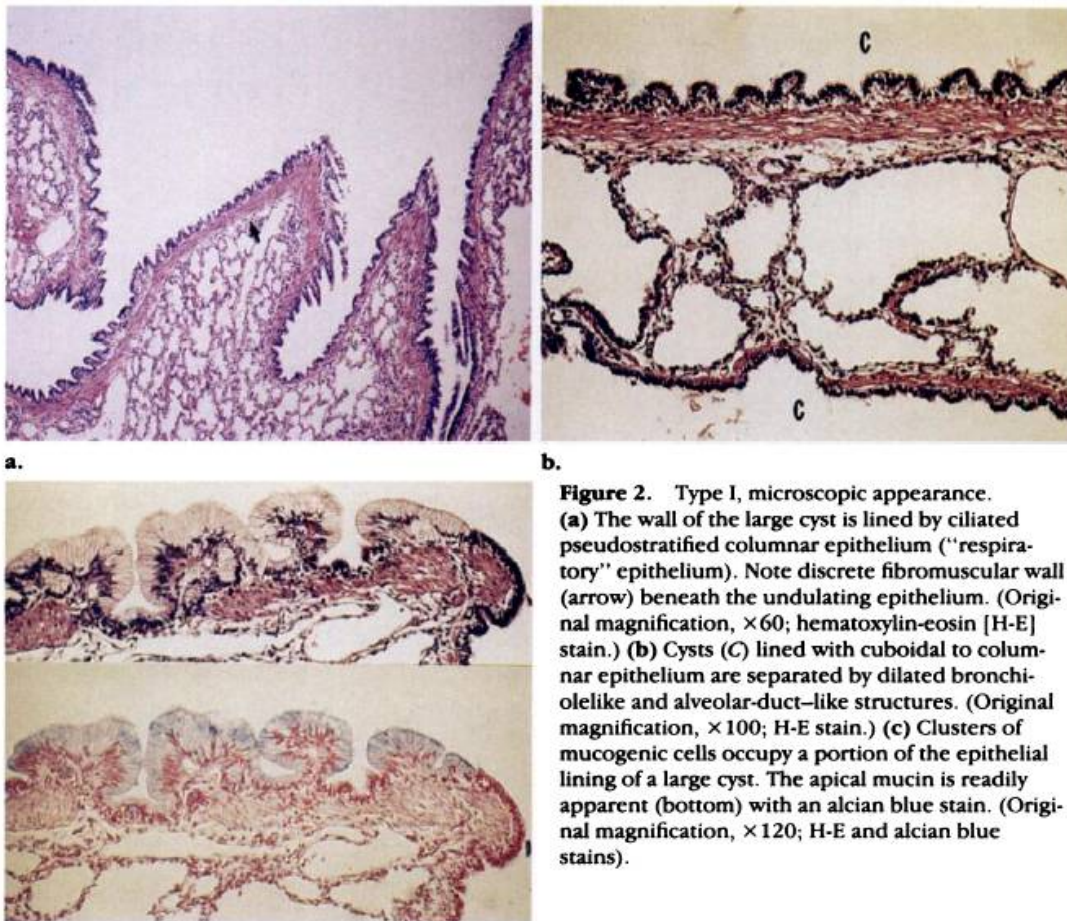 C
C
a.
b.
Figure 2. Type I, microscopic appearance.
(a) The wall of the large cyst is lined by ciliated
pseudostratified columnar epithelium ("respira-
tory" epithelium). Note discrete fibromuscular wall
(arrow) beneath the undulating epithelium. (Origi-
nal magnification, ×60; hematoxylin-eosin [H-E]
stain.) (b) Cysts (C) lined with cuboidal to colum-
nar epithelium are separated by dilated bronchi-
olelike and alveolar-duct–like structures. (Original
magnification, ×100; H-E stain.) (c) Clusters of
mucogenic cells occupy a portion of the epithelial
lining of a large cyst. The apical mucin is readily
apparent (bottom) with an alcian blue stain. (Origi-
nal magnification, ×120; H-E and alcian blue
stains).